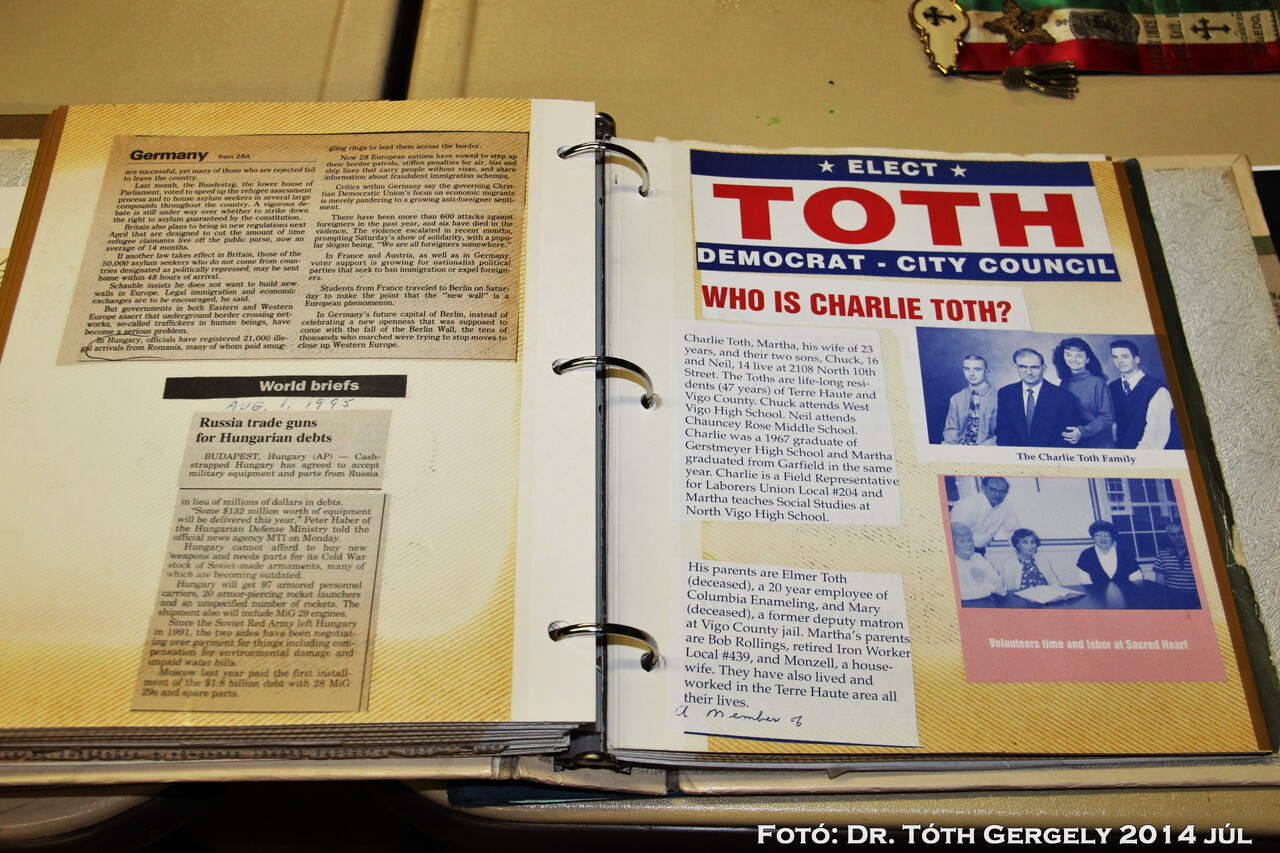 Germany from 28A
are successful, yet many of those who are rejected fail
to leave the country.
Last month, the Bundestag, the lower house of
Parliament, voted to speed up the refugee assessment
process and to house asylum seekers in several large
compounds throughout the country. A vigorous de-
bate is still under way over whether to strike down
the right to asylum guaranteed by the constitution.
Britain also plans to bring in new regulations next
April that are designed to cut the amount of time
refugee claimants live off the public purse, now an
average of 14 months.
If another law takes effect in Britain, those of the
50,000 asylum seekers who do not come from coun-
tries designated as politically repressed, may be sent
home within 48 hours of arrival.
Schauble insists he does not want to build new
walls in Europe. Legal immigration and economic
exchanges are to be encouraged, he said.
But governments in both Eastern and Western
Europe assert that underground border crossing net-
works, so-called traffickers in human beings, have
become a serious problem.
In Hungary, officials have registered 21,000 ille-
gal arrivals from Romania, many of whom paid smug-
gling rings to lead them across the border.
Now 28 European nations have vowed to step up
their border patrols, stiffen penalties for air, bus and
ship lines that carry people without visas, and share
information about fraudulent immigration schemes.
Critics within Germany say the governing Chris-
tian Democratic Union's focus on economic migrants
is merely pandering to a growing anti-foreigner senti-
ment.
There have been more than 600 attacks against
foreigners in the past year, and six have died in the
violence. The violence escalated in recent months,
prompting Saturday's show of solidarity, with a popu-
lar slogan being, "We are all foreigners somewhere."
In France and Austria, as well as in Germany,
voter support is growing for nationalist political
parties that seek to ban immigration or expel foreign-
ers.
Students from France traveled to Berlin on Satur-
day to make the point that the "new wall" is a
European phenomenon.
In Germany's future capital of Berlin, instead of
celebrating a new openness that was supposed to
come with the fall of the Berlin Wall, the tens of
thousands who marched were trying to stop moves to
close up Western Europe.
World briefs
AUG, 1, 1995
Russia trade guns
for Hungarian debts
BUDAPEST, Hungary (AP) — Cash-
strapped Hungary has agreed to accept
military equipment and parts from Russia
in lieu of millions of dollars in debts.
"Some $132 million worth of equipment
will be delivered this year," Peter Haber of
the Hungarian Defense Ministry told the
official news agency MTI on Monday.
Hungary cannot afford to buy new
weapons and needs parts for its Cold War
stock of Soviet-made armaments, many of
which are becoming outdated.
Hungary will get 97 armored personnel
carriers, 20 armor-piercing rocket launchers
and an unspecified number of rockets. The
shipment also will include MiG 29 engines.
Since the Soviet Red Army left Hungary
in 1991, the two sides have been negotiat-
ing over payment for things including com-
pensation for environmental damage and
unpaid water bills.
Moscow last year paid the first install-
ment of the $1.8 billion debt with 28 MiG
29s and spare parts.
ELECT
TOTH
DEMOCRAT - CITY COUNCIL
WHO IS CHARLIE TOTH?
Charlie Toth, Martha, his wife of 23
years, and their two sons, Chuck, 16
and Neil, 14 live at 2108 North 10th
Street. The Toths are life-long resi-
dents (47 years) of Terre Haute and
Vigo County. Chuck attends West
Vigo High School. Neil attends
Chauncey Rose Middle School.
Charlie was a 1967 graduate of
Gerstmeyer High School and Martha
graduated from Garfield in the same
year. Charlie is a Field Representative
for Laborers Union Local #204 and
Martha teaches Social Studies at
North Vigo High School.
The Charlie Toth Family
Volunteers time and labor at Sacred Heart
His parents are Elmer Toth
(deceased), a 20 year employee of
Columbia Enameling, and Mary
(deceased), a former deputy matron
at Vigo County jail. Martha's parents
are Bob Rollings, retired Iron Worker
Local #439, and Monzell, a house-
wife. They have also lived and
worked in the Terre Haute area all
their lives.
A member of
Fotó: Dr. Tóth Gergely 2014 júl